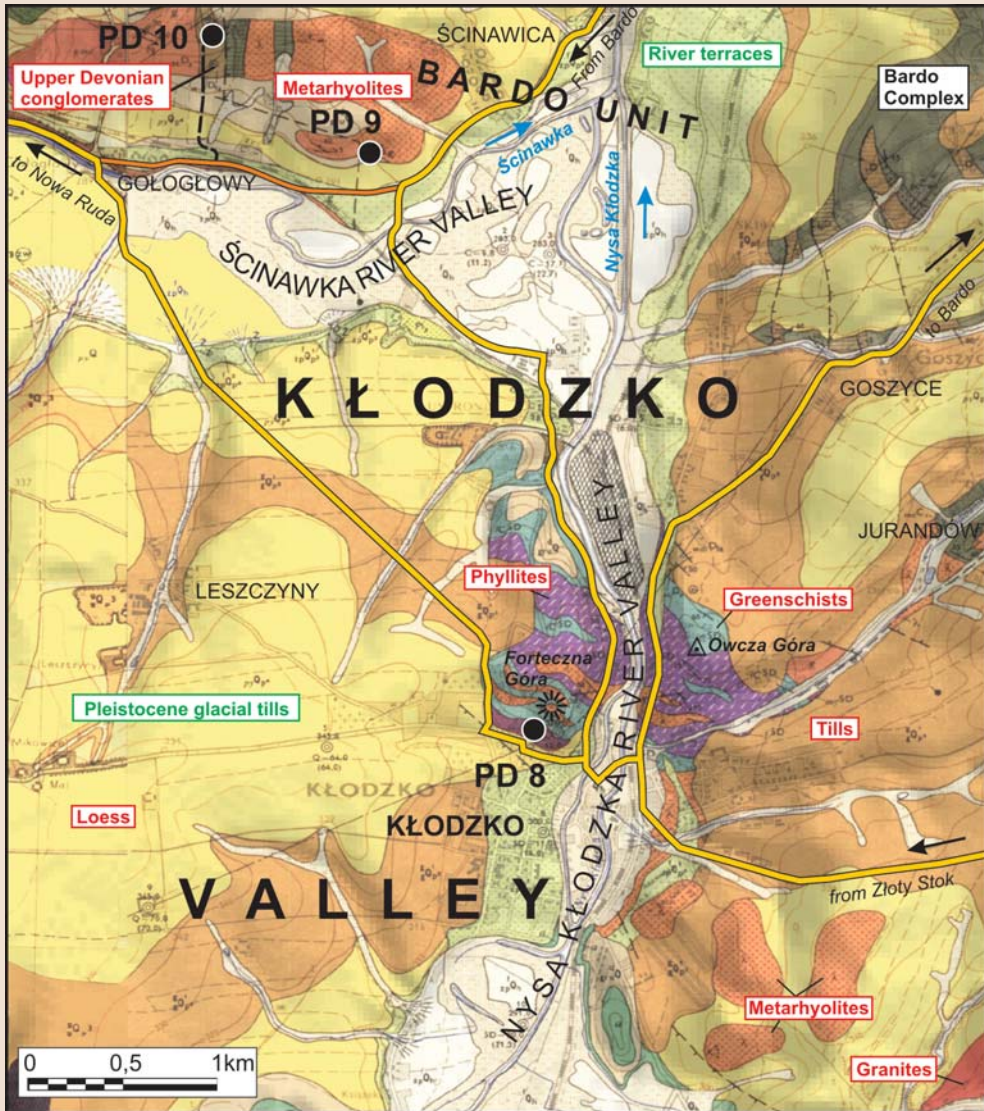 PD 10
ŚCINAWICA
From Bardo
River terraces
Upper Devonian
conglomerates
Metarhyolites
BARDO UNIT
Bardo
Complex
PD 9
Ścinawka
to Nowa Ruda
GOŁOGŁOWY
ŚCINAWKA RIVER VALLEY
Nysa Kłodzka
to Bardo
KŁODZKO
GOSZYCE
JURANDÓW
LESZCZYNY
Phyllites
NYSA KŁODZKA RIVER VALLEY
Greenschists
Owcza Góra
Forteczna
Góra
Pleistocene glacial tills
Tills
PD 8
KŁODZKO
Loess
KŁODZKO
VALLEY
from Złoty Stok
Metarhyolites
Granites
0 0,5 1km